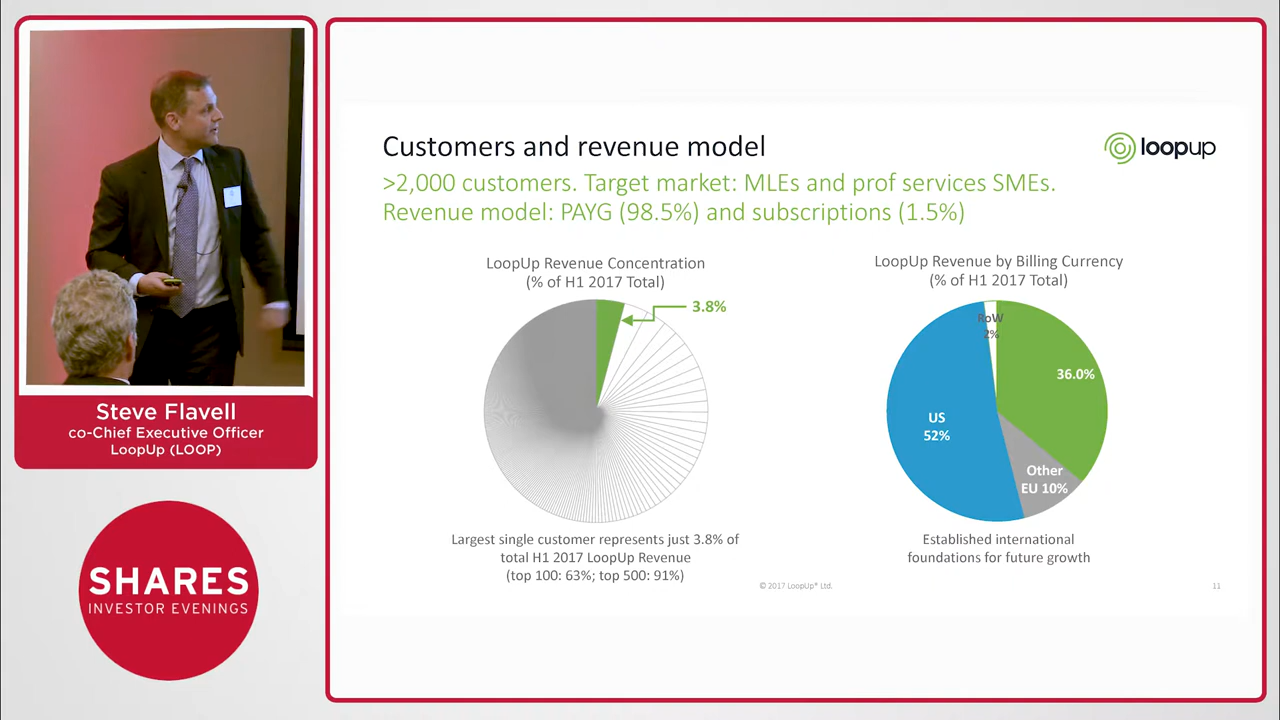 Customers and revenue model
loopup
>2,000 customers. Target market: MLEs and prof services SMEs.
Revenue model: PAYG (98.5%) and subscriptions (1.5%)
LoopUp Revenue Concentration
(% of H1 2017 Total)
3.8%
Largest single customer represents just 3.8% of
total H1 2017 LoopUp Revenue
(top 100: 63%; top 500: 91%)
LoopUp Revenue by Billing Currency
(% of H1 2017 Total)
RoW
2%
36.0%
US
52%
Other
EU 10%
Established international
foundations for future growth
© 2017 LoopUp® Ltd.
11
Steve Flavell
co-Chief Executive Officer
LoopUp (LOOP)
SHARES
INVESTOR EVENINGS